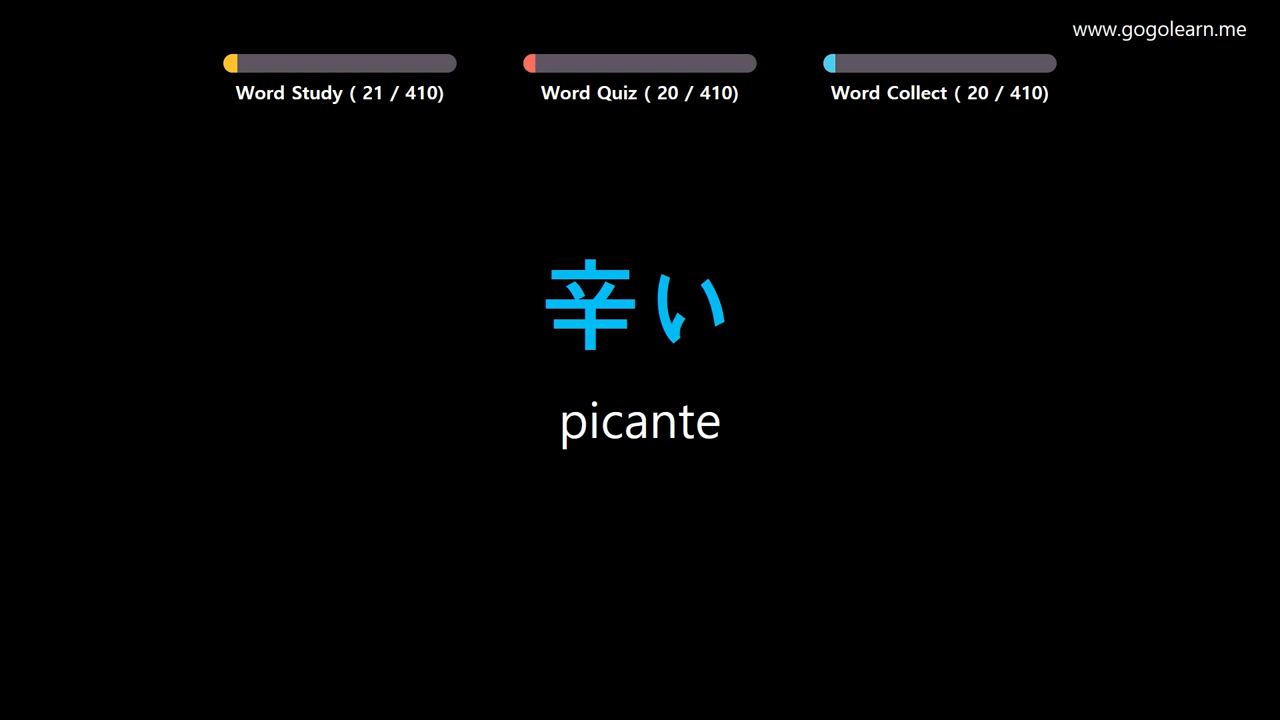 www.gogolearn.me
Word Study ( 21 / 410)
Word Quiz ( 20 / 410)
Word Collect ( 20 / 410)
辛い
picante